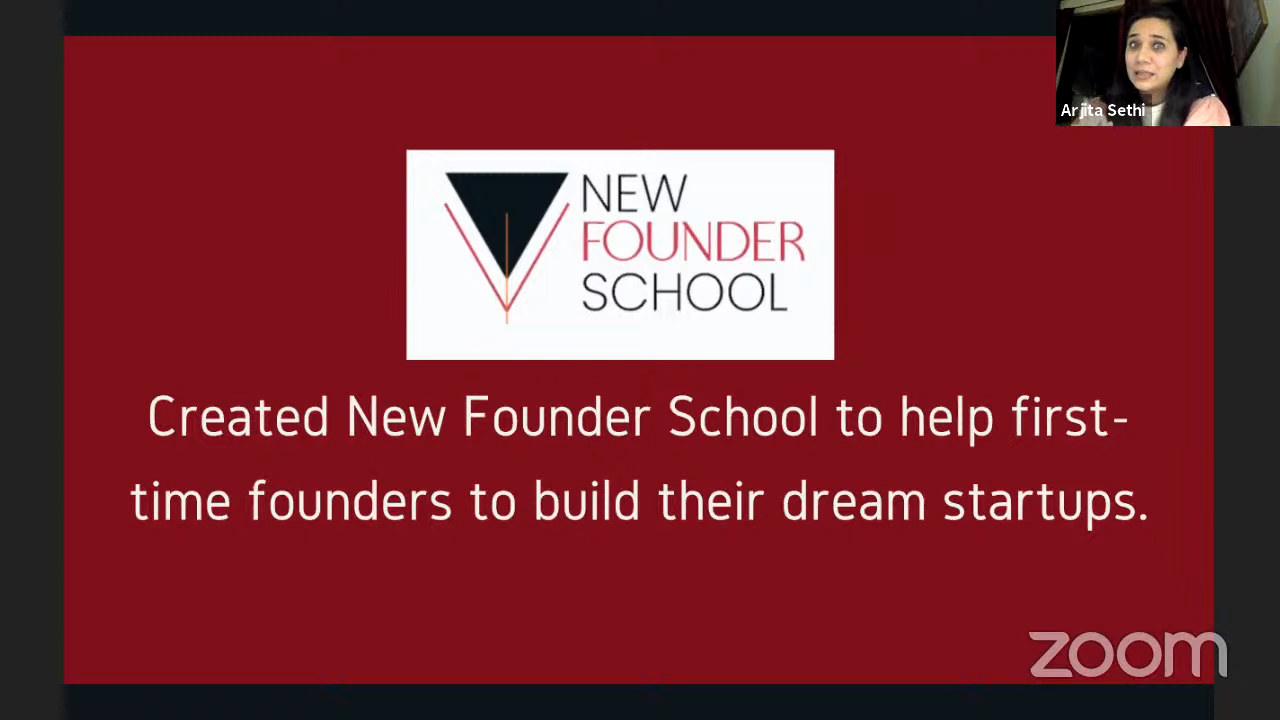 Arjita Sethi
NEW
FOUNDER
SCHOOL
Created New Founder School to help first-
time founders to build their dream startups.
zoom